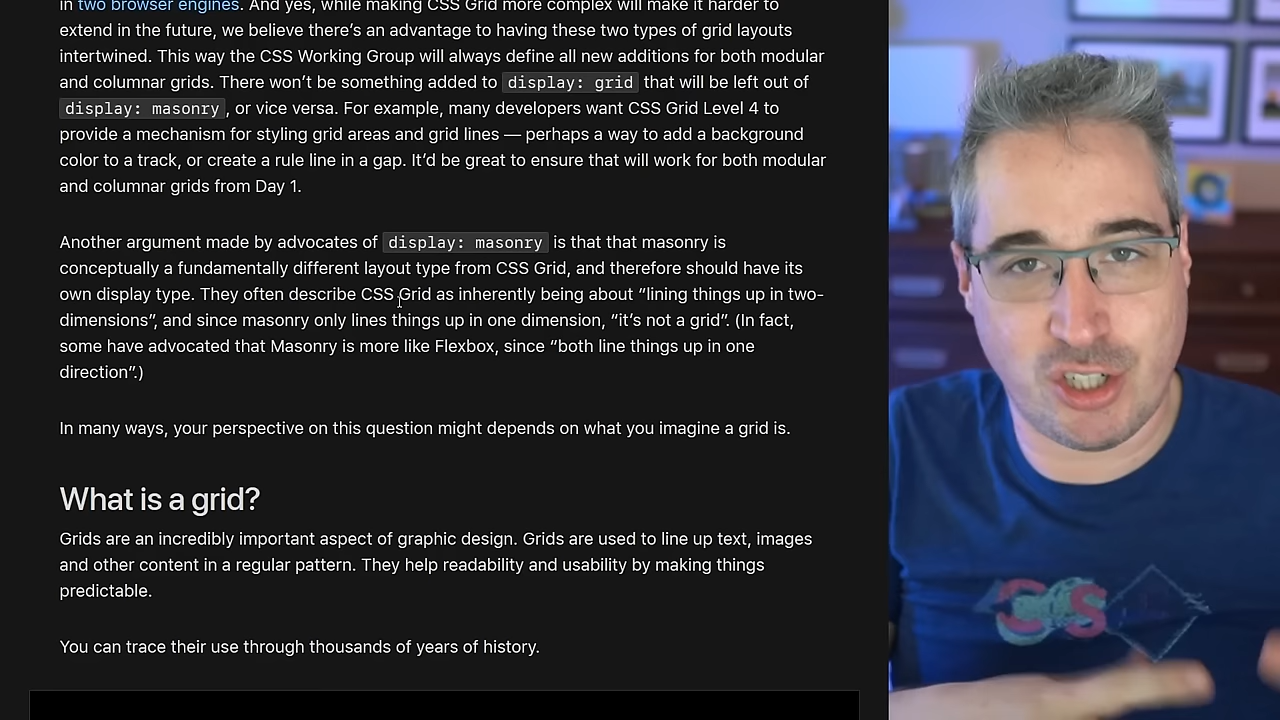 in two browser engines. And yes, while making CSS Grid more complex will make it harder to
extend in the future, we believe there’s an advantage to having these two types of grid layouts
intertwined. This way the CSS Working Group will always define all new additions for both modular
and columnar grids. There won’t be something added to display: grid that will be left out of
display: masonry, or vice versa. For example, many developers want CSS Grid Level 4 to
provide a mechanism for styling grid areas and grid lines — perhaps a way to add a background
color to a track, or create a rule line in a gap. It’d be great to ensure that will work for both modular
and columnar grids from Day 1.
Another argument made by advocates of display: masonry is that that masonry is
conceptually a fundamentally different layout type from CSS Grid, and therefore should have its
own display type. They often describe CSS Grid as inherently being about “lining things up in two-
dimensions”, and since masonry only lines things up in one dimension, “it’s not a grid”. (In fact,
some have advocated that Masonry is more like Flexbox, since “both line things up in one
direction”.)
In many ways, your perspective on this question might depends on what you imagine a grid is.
What is a grid?
Grids are an incredibly important aspect of graphic design. Grids are used to line up text, images
and other content in a regular pattern. They help readability and usability by making things
predictable.
You can trace their use through thousands of years of history.